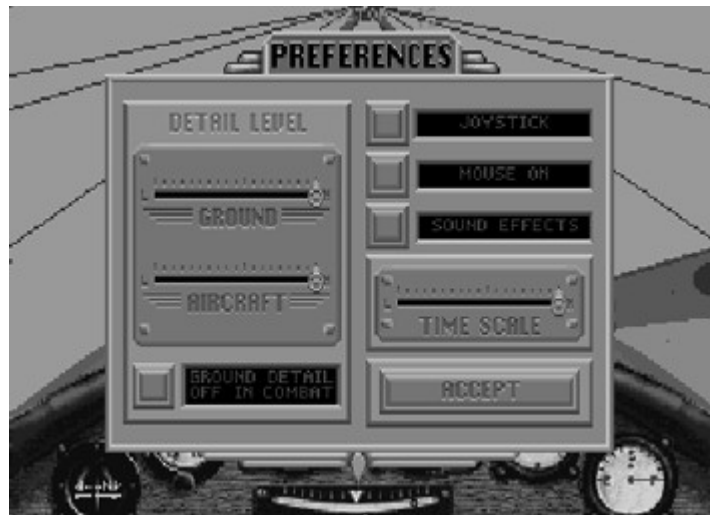 PREFERENCES
DETAIL LEVEL
L H
GROUND
L H
AIRCRAFT
GROUND DETAIL
OFF IN COMBAT
JOYSTICK
MOUSE ON
SOUND EFFECTS
TIME SCALE
ACCEPT